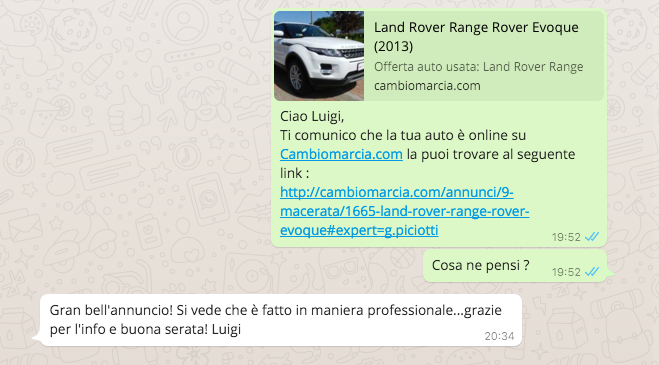 Land Rover Range Rover Evoque
(2013)
Offerta auto usata: Land Rover Range
cambiomarcia.com
Ciao Luigi,
Ti comunico che la tua auto è online su
Cambiomarcia.com la puoi trovare al seguente
link :
http://cambiomarcia.com/annunci/9-
macerata/1665-land-rover-range-rover-
evoque#expert=g.piciotti
19:52
Cosa ne pensi ?
19:52
Gran bell'annuncio! Si vede che è fatto in maniera professionale...grazie
per l'info e buona serata! Luigi
20:34